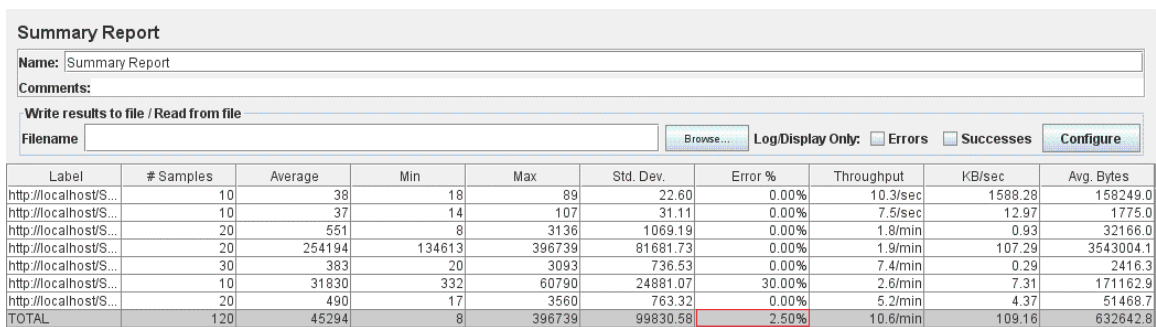 Summary Report
Name: Summary Report
Comments:
Write results to file / Read from file
Filename Browse... Log/Display Only: Errors Successes Configure
Label # Samples Average Min Max Std. Dev. Error % Throughput KB/sec Avg. Bytes
http://localhost/S... 10 38 18 89 22.60 0.00% 10.3/sec 1588.28 158249.0
http://localhost/S... 10 37 14 107 31.11 0.00% 7.5/sec 12.97 1775.0
http://localhost/S... 20 551 8 3136 1069.19 0.00% 1.8/min 0.93 32166.0
http://localhost/S... 20 254194 134613 396739 81681.73 0.00% 1.9/min 107.29 3543004.1
http://localhost/S... 30 383 20 3093 736.53 0.00% 7.4/min 0.29 2416.3
http://localhost/S... 10 31830 332 60790 24881.07 30.00% 2.6/min 7.31 171162.9
http://localhost/S... 20 490 17 3560 763.32 0.00% 5.2/min 4.37 51468.7
TOTAL 120 45294 8 396739 99830.58 2.50% 10.6/min 109.16 632642.8